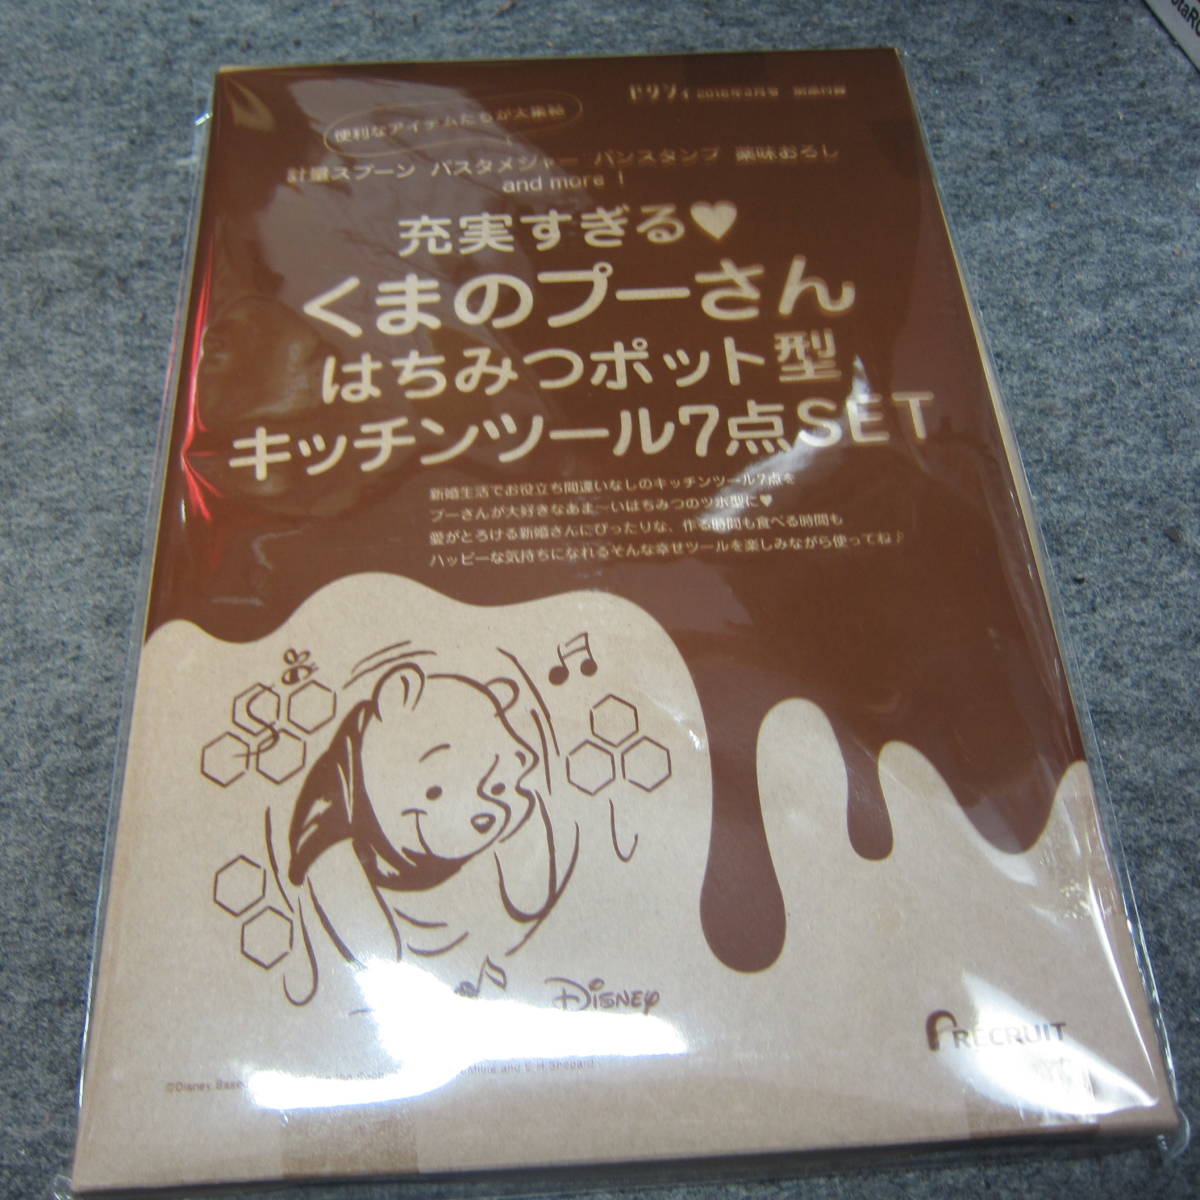 ゼクシィ 2016年4月号 別冊付録
便利なアイテムたちが大集結
計量スプーン パスタメジャー パンスタンプ 薬味おろし
and more!
充実すぎる♥
くまのプーさん
はちみつポット型
キッチンツール7点SET
新婚生活でお役立ち間違いなしのキッチンツール7点を
プーさんが大好きなあま〜いはちみつのツボ型に♥
愛がとろける新婚さんにぴったりな、作る時間も食べる時間も
ハッピーな気持ちになれるそんな幸せツールを楽しみながら使ってね♪
Disney
RECRUIT
©Disney. Based and E.H. Shepard.